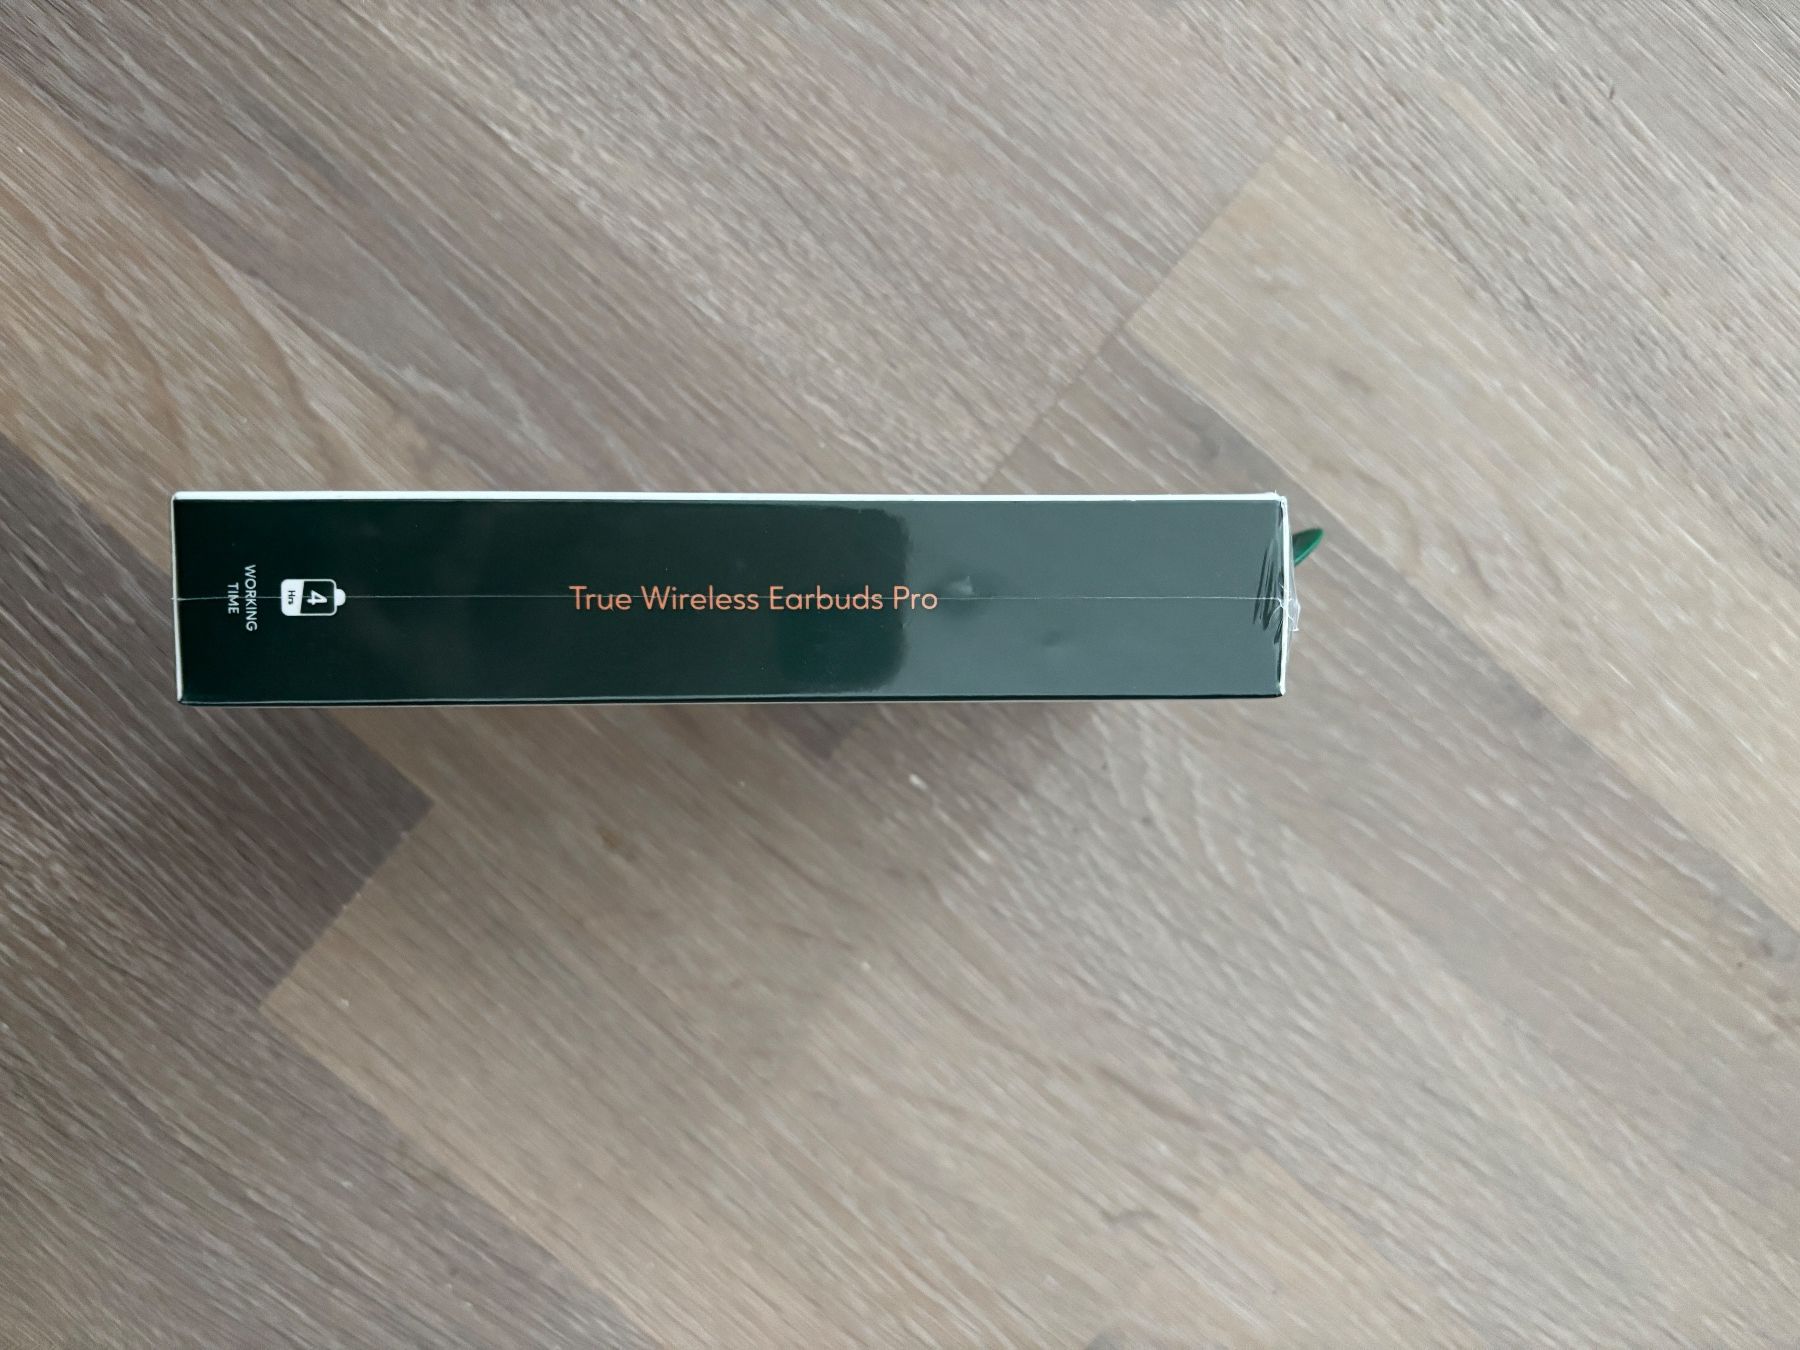 WORKING
TIME
4
Hrs
True Wireless Earbuds Pro